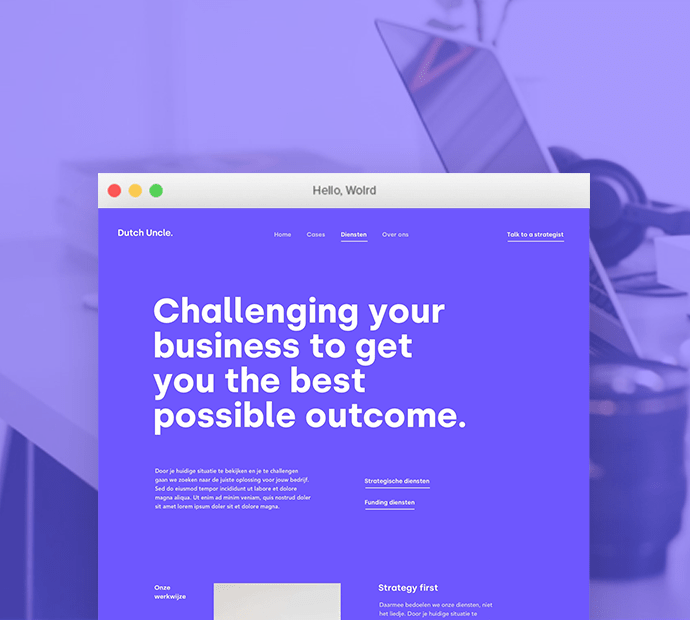 Hello, Wolrd
Dutch Uncle.
Home Cases Diensten Over ons
Talk to a strategist
Challenging your
business to get
you the best
possible outcome.
Door je huidige situatie te bekijken en je te challengen
gaan we zoeken naar de juiste oplossing voor jouw bedrijf.
Sed do eiusmod tempor incididunt ut labore et dolore
magna aliqua. Ut enim ad minim veniam, quis nostrud doler
sit amet lorem ipsum doler sit et dolore magna.
Strategische diensten
Funding diensten
Onze
werkwijze
Strategy first
Daarmee bedoelen we onze diensten, niet
het liedje. Door je huidige situatie te